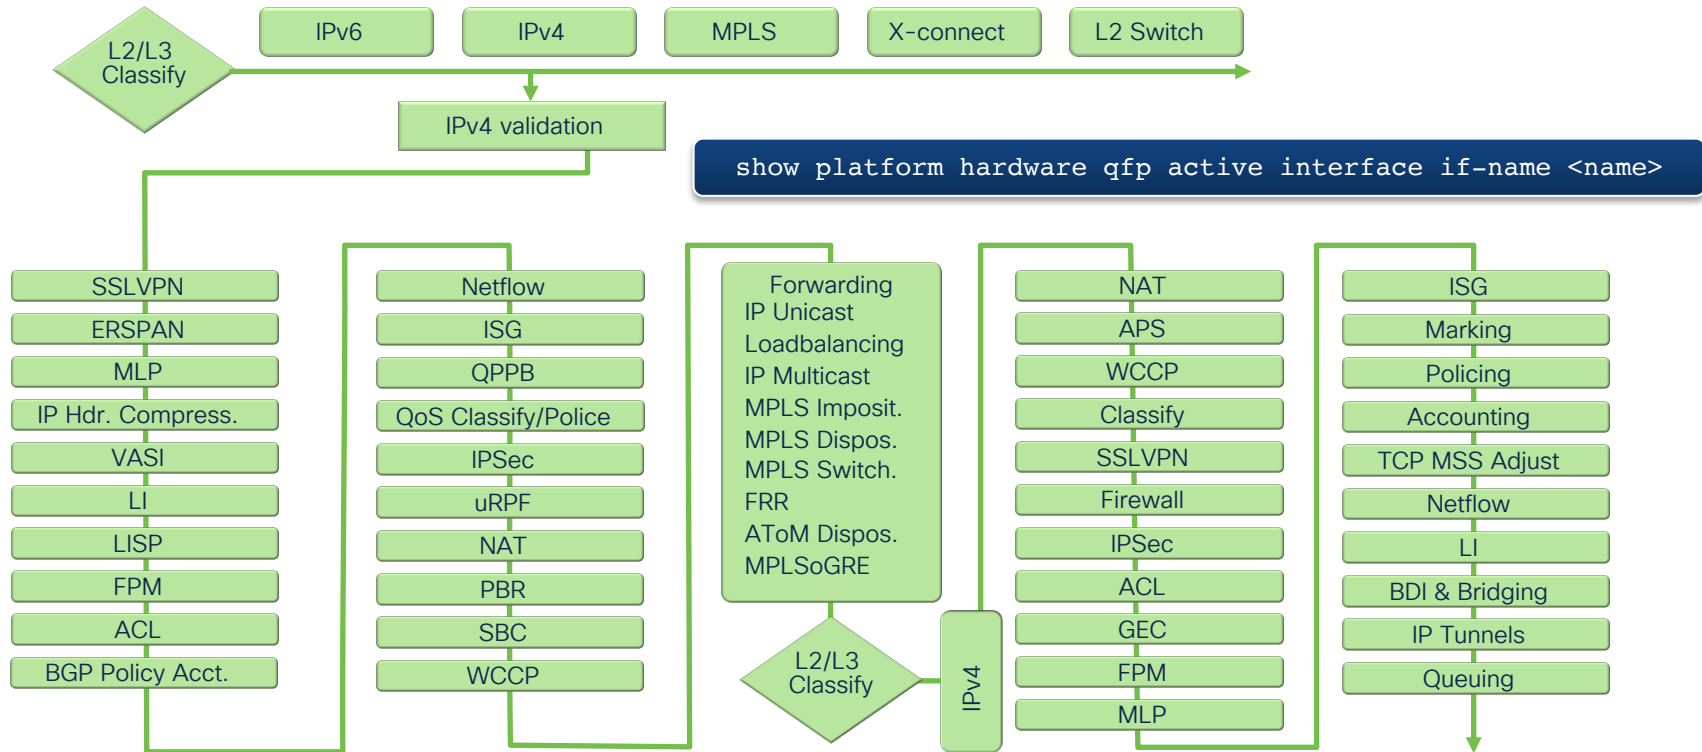 L2/L3
Classify
IPv6
IPv4
MPLS
X-connect
L2 Switch
IPv4 validation
show platform hardware qfp active interface if-name <name>
SSLVPN
ERSPAN
MLP
IP Hdr. Compress.
VASI
LI
LISP
FPM
ACL
BGP Policy Acct.
Netflow
ISG
QPPB
QoS Classify/Police
IPSec
uRPF
NAT
PBR
SBC
WCCP
Forwarding
IP Unicast
Loadbalancing
IP Multicast
MPLS Imposit.
MPLS Dispos.
MPLS Switch.
FRR
AToM Dispos.
MPLSoGRE
L2/L3
Classify
IPv4
NAT
APS
WCCP
Classify
SSLVPN
Firewall
IPSec
ACL
GEC
FPM
MLP
ISG
Marking
Policing
Accounting
TCP MSS Adjust
Netflow
LI
BDI & Bridging
IP Tunnels
Queuing